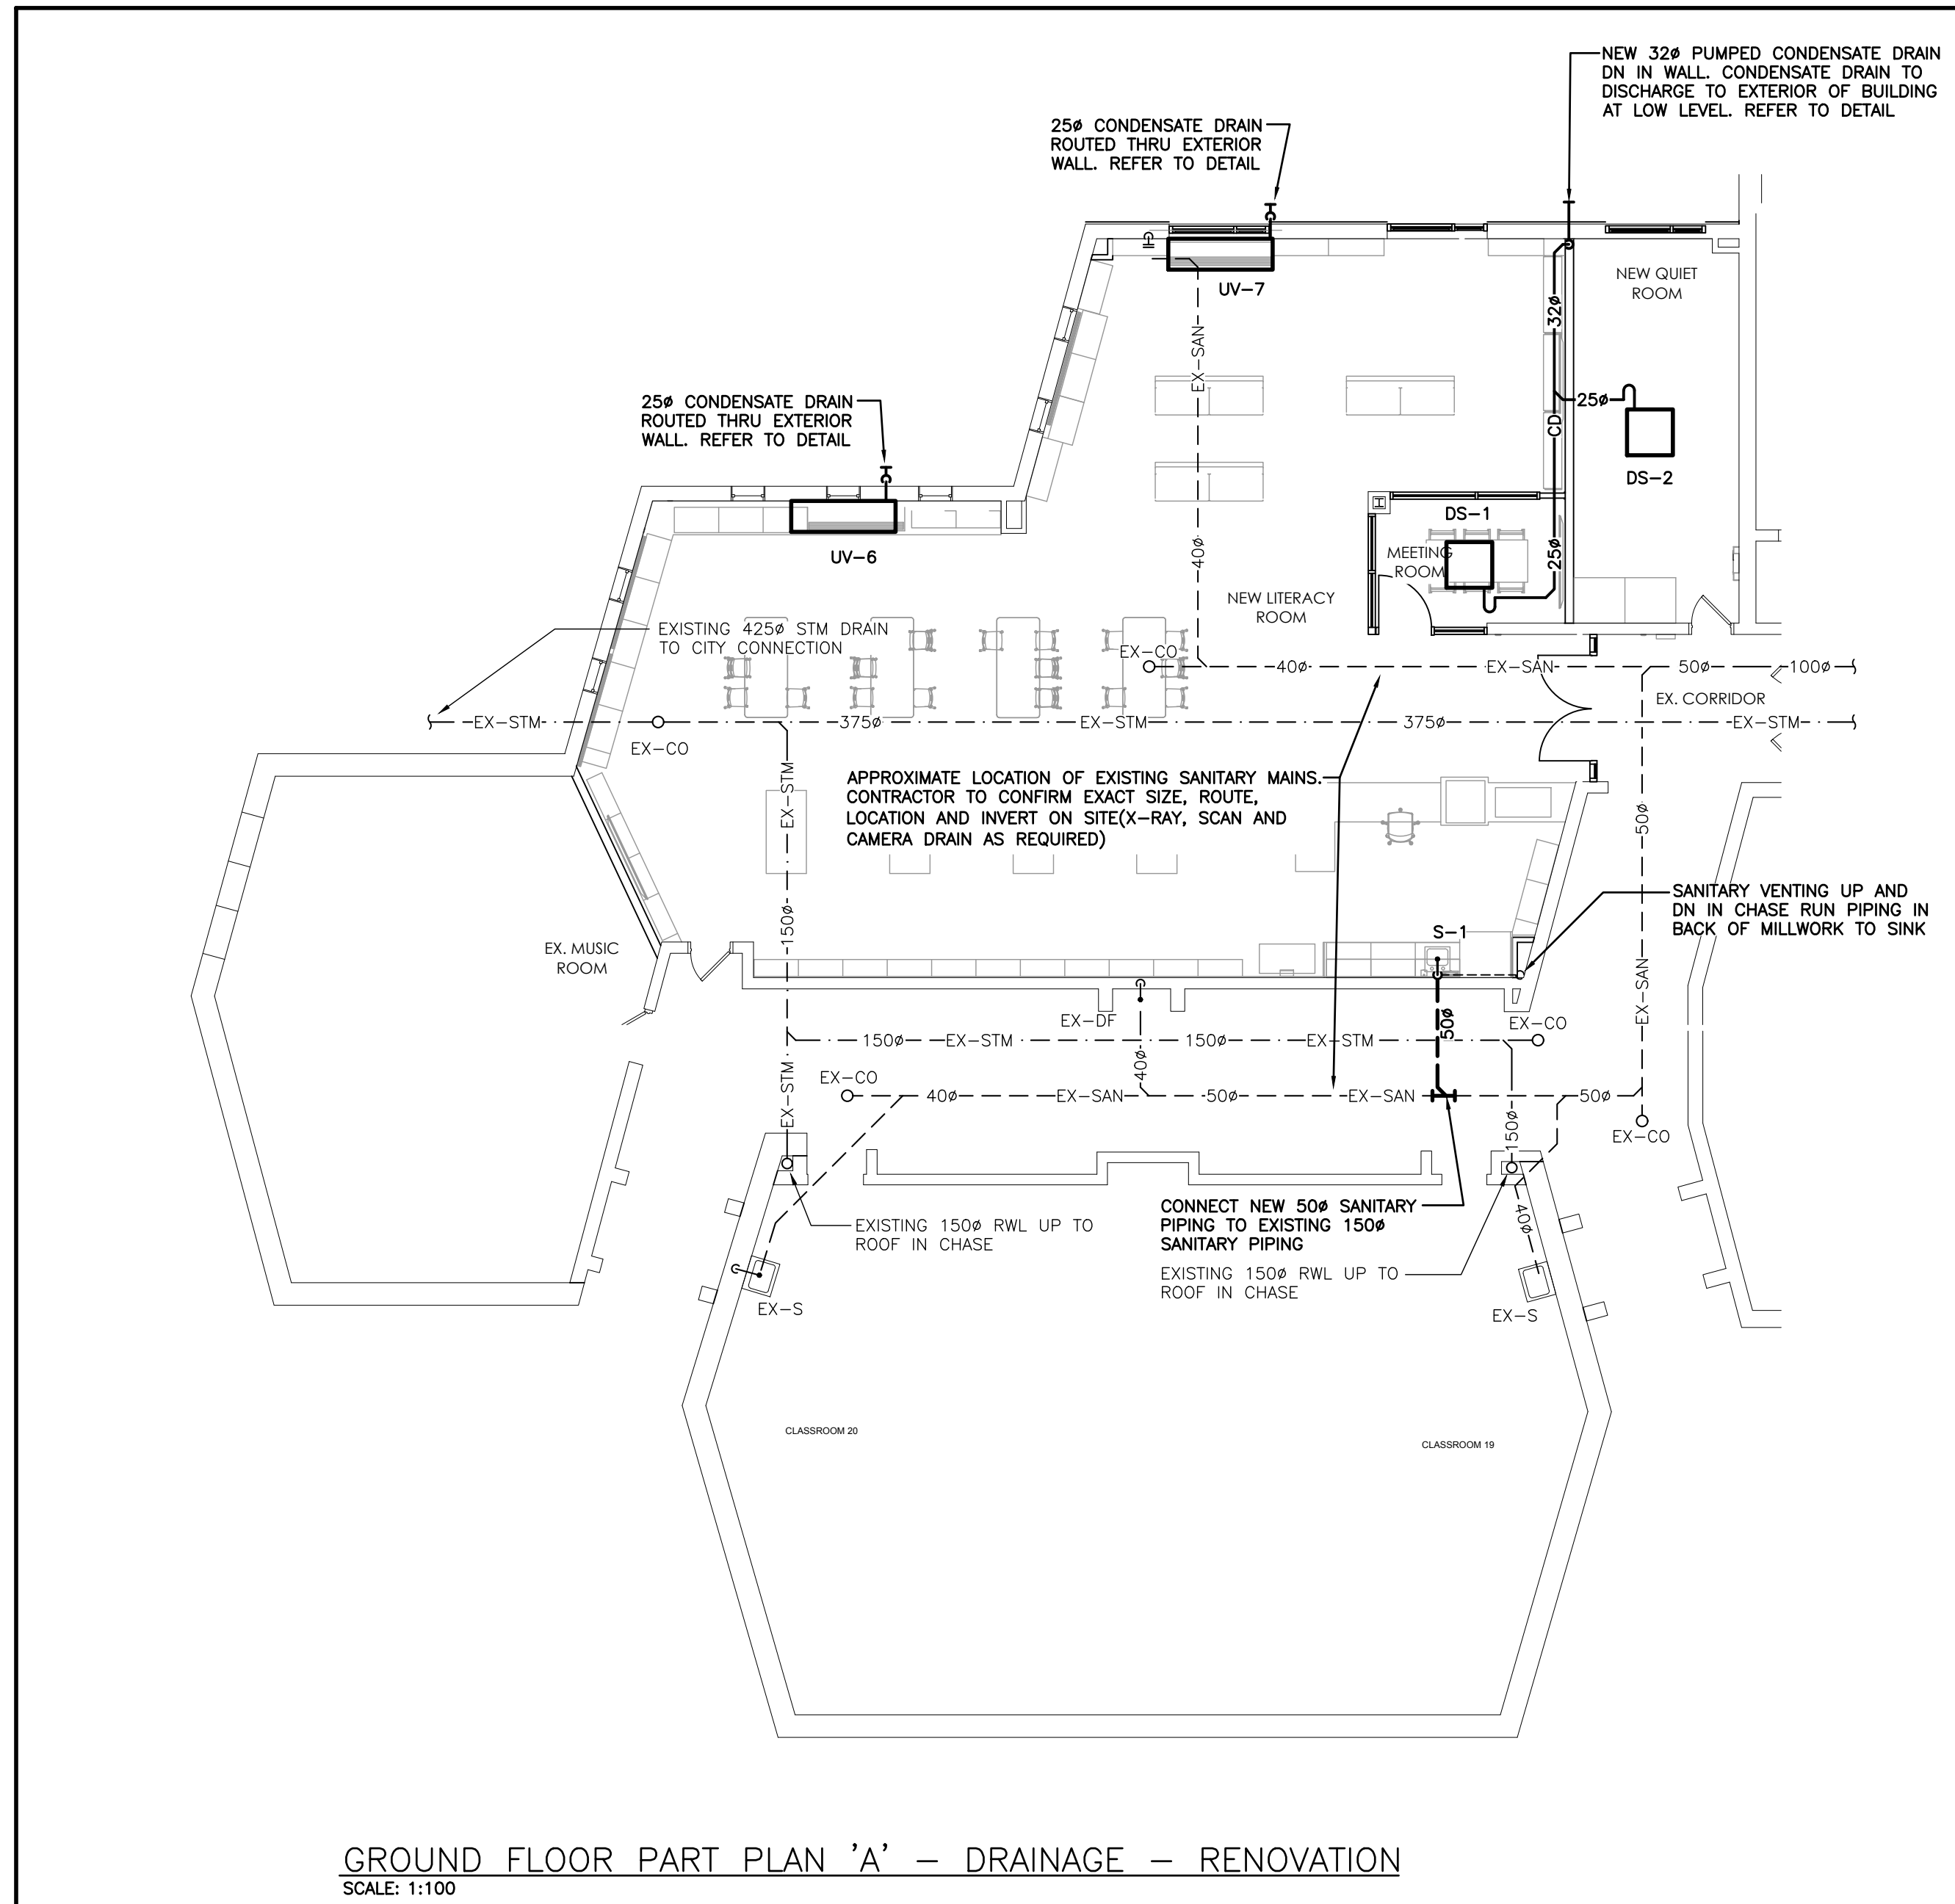 NEW 32ø PUMPED CONDENSATE DRAIN
DN IN WALL. CONDENSATE DRAIN TO
DISCHARGE TO EXTERIOR OF BUILDING
AT LOW LEVEL. REFER TO DETAIL
25ø CONDENSATE DRAIN
ROUTED THRU EXTERIOR
WALL. REFER TO DETAIL
NEW QUIET
ROOM
UV-7
32ø
EX-SAN
25ø CONDENSATE DRAIN
ROUTED THRU EXTERIOR
WALL. REFER TO DETAIL
25ø
CD
DS-2
DS-1
UV-6
40ø
MEETING
ROOM
25ø
NEW LITERACY
ROOM
EXISTING 425ø STM DRAIN
TO CITY CONNECTION
EX-CO
40ø
EX-SAN
50ø
100ø
EX. CORRIDOR
EX-STM
375ø
EX-STM
375ø
EX-STM
EX-CO
EX-STM
APPROXIMATE LOCATION OF EXISTING SANITARY MAINS.
CONTRACTOR TO CONFIRM EXACT SIZE, ROUTE,
LOCATION AND INVERT ON SITE(X-RAY, SCAN AND
CAMERA DRAIN AS REQUIRED)
50ø
SANITARY VENTING UP AND
DN IN CHASE RUN PIPING IN
BACK OF MILLWORK TO SINK
150ø
S-1
EX. MUSIC
ROOM
EX-SAN
EX-DF
50ø
EX-CO
150ø
EX-STM
150ø
EX-STM
40ø
EX-STM
EX-CO
40ø
EX-SAN
50ø
EX-SAN
50ø
150ø
EX-CO
CONNECT NEW 50ø SANITARY
PIPING TO EXISTING 150ø
SANITARY PIPING
EXISTING 150ø RWL UP TO
ROOF IN CHASE
40ø
EXISTING 150ø RWL UP TO
ROOF IN CHASE
EX-S
EX-S
CLASSROOM 20
CLASSROOM 19
GROUND FLOOR PART PLAN 'A' - DRAINAGE - RENOVATION
SCALE: 1:100